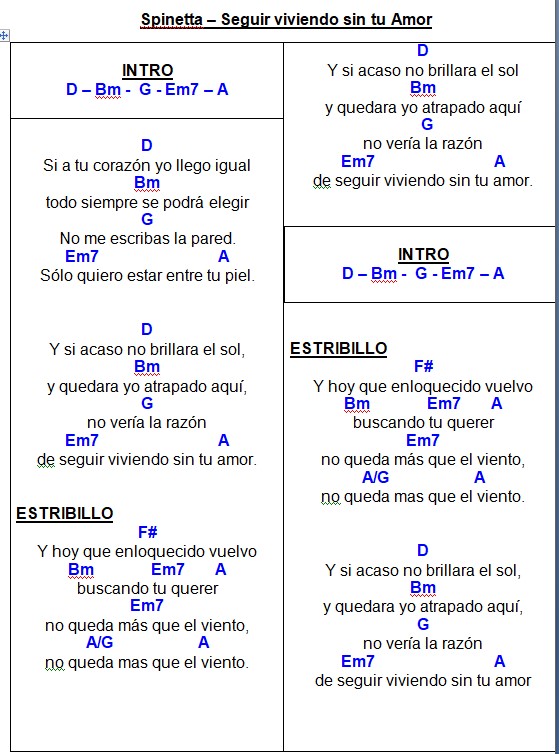 Spinetta – Seguir viviendo sin tu Amor
INTRO
D – Bm - G - Em7 – A
D
Si a tu corazón yo llego igual
Bm
todo siempre se podrá elegir
G
No me escribas la pared.
Em7 A
Sólo quiero estar entre tu piel.
D
Y si acaso no brillara el sol,
Bm
y quedara yo atrapado aquí,
G
no vería la razón
Em7 A
de seguir viviendo sin tu amor.
ESTRIBILLO
F#
Y hoy que enloquecido vuelvo
Bm Em7 A
buscando tu querer
Em7
no queda más que el viento,
A/G A
no queda mas que el viento.
D
Y si acaso no brillara el sol
Bm
y quedara yo atrapado aquí
G
no vería la razón
Em7 A
de seguir viviendo sin tu amor.
INTRO
D – Bm - G - Em7 – A
ESTRIBILLO
F#
Y hoy que enloquecido vuelvo
Bm Em7 A
buscando tu querer
Em7
no queda más que el viento,
A/G A
no queda mas que el viento.
D
Y si acaso no brillara el sol,
Bm
y quedara yo atrapado aquí,
G
no vería la razón
Em7 A
de seguir viviendo sin tu amor